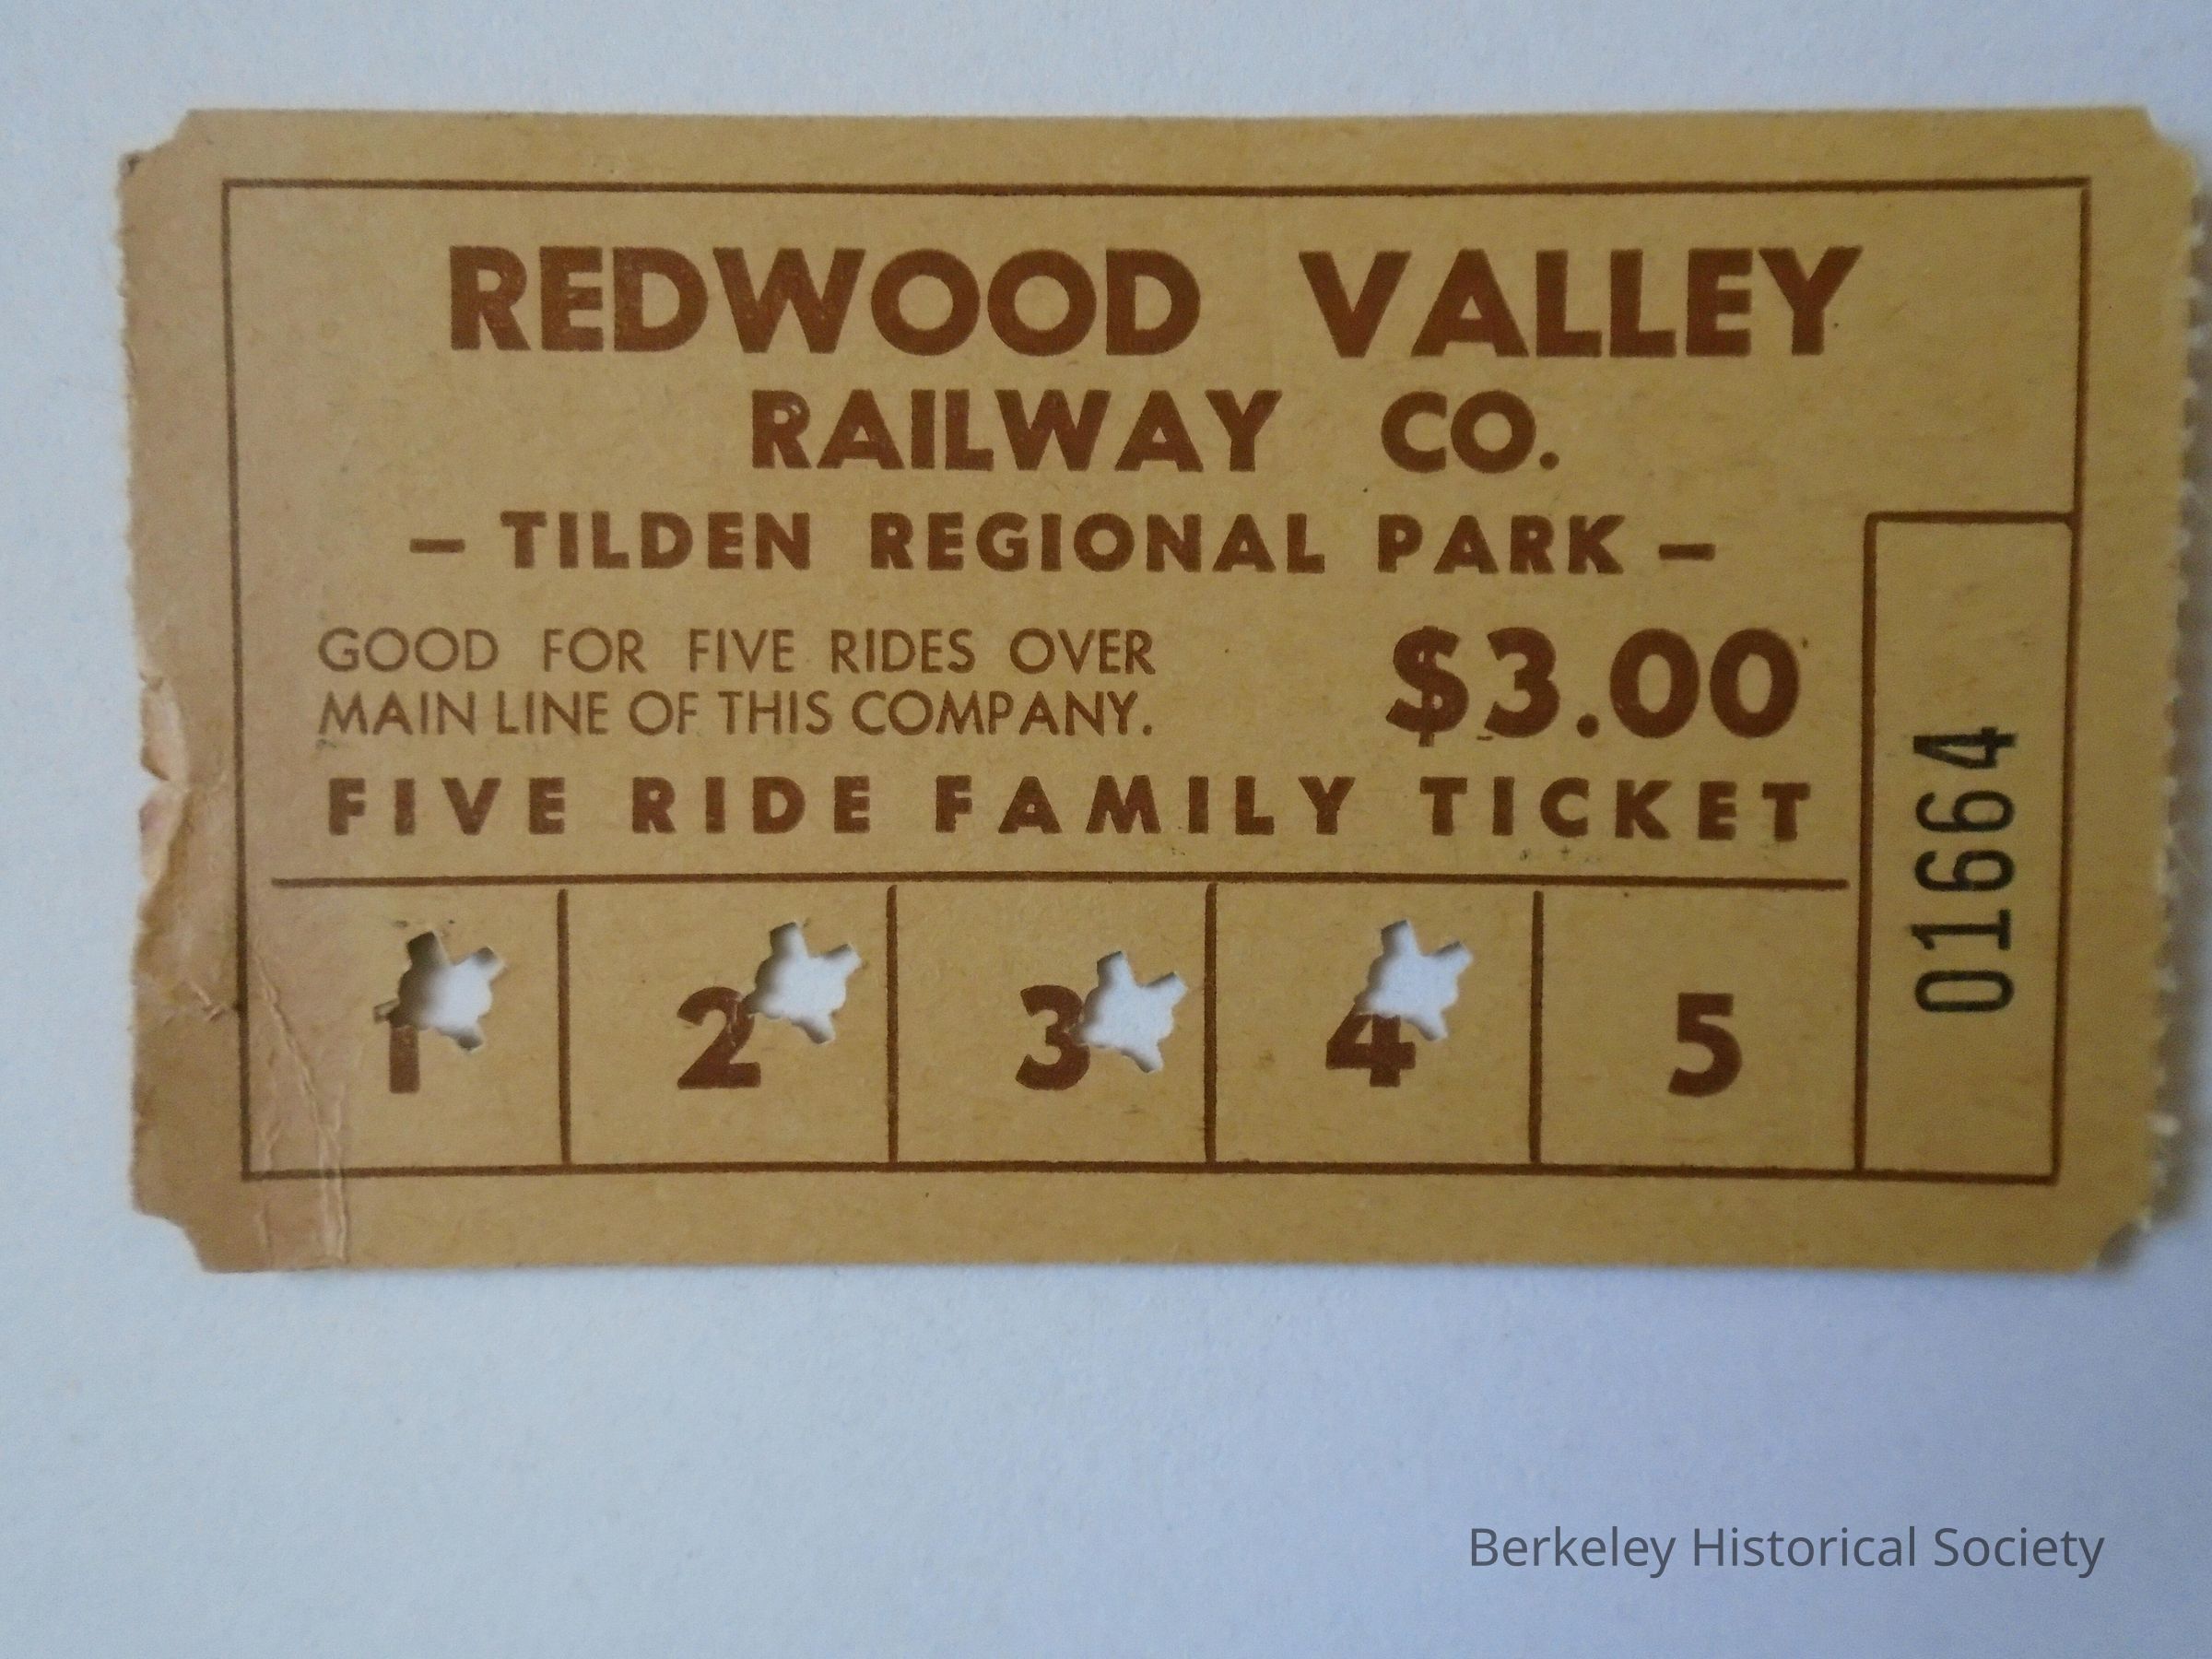 REDWOOD VALLEY
RAILWAY CO.
– TILDEN REGIONAL PARK –
GOOD FOR FIVE RIDES OVER
MAIN LINE OF THIS COMPANY.
$3.00
FIVE RIDE FAMILY TICKET
1 2 3 4 5
01664
Berkeley Historical Society